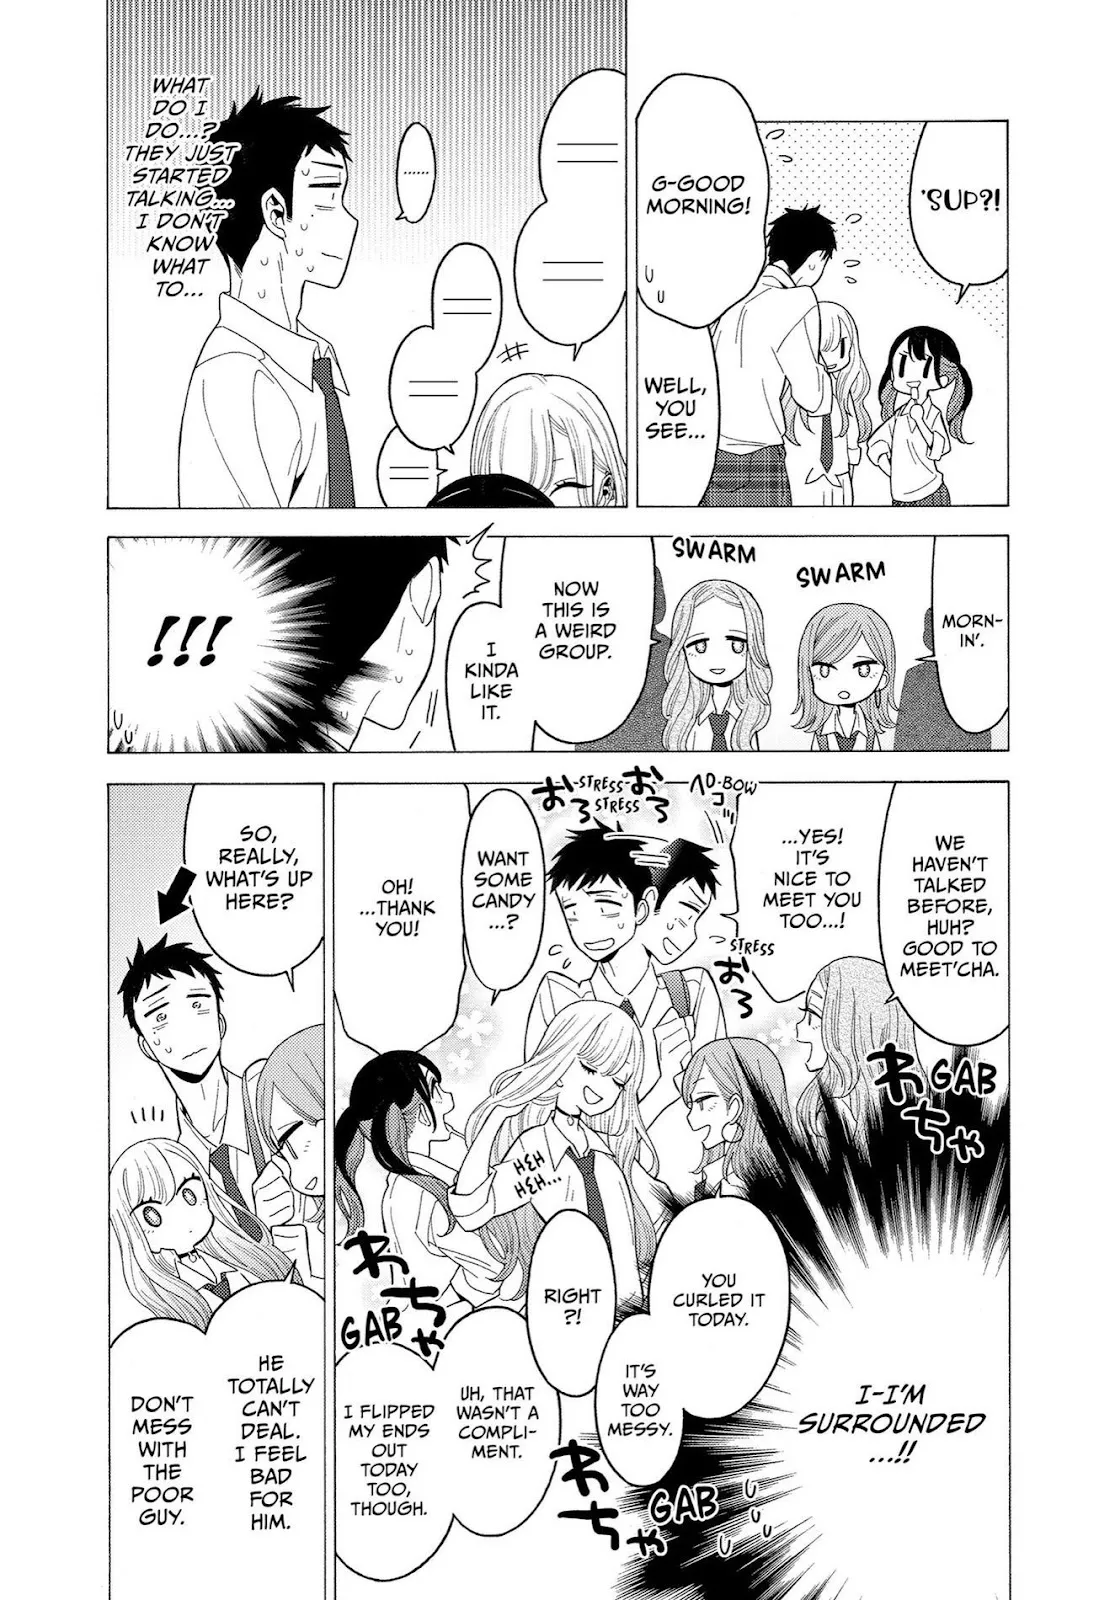 'SUP?!
G-GOOD
MORNING!
WELL,
YOU
SEE...
......
WHAT
DO I
DO...?
THEY JUST
STARTED
TALKING...
I DON'T
KNOW
WHAT
TO...
MORN-
IN'.
SWARM
SWARM
NOW
THIS IS
A WEIRD
GROUP.
I
KINDA
LIKE
IT.
!!!
WE
HAVEN'T
TALKED
BEFORE,
HUH?
GOOD TO
MEET'CHA.
...YES!
IT'S
NICE TO
MEET YOU
TOO...!
ペコッ
-BOW
おろ
-STRESS-
STRESS
おろ
STRESS
おろ
WANT
SOME
CANDY
...?
OH!
...THANK
YOU!
わちゃ
GAB
HEH
HEH...
YOU
CURLED IT
TODAY.
IT'S
WAY
TOO
MESSY.
RIGHT
?!
UH, THAT
WASN'T A
COMPLI-
MENT.
I FLIPPED
MY ENDS
OUT
TODAY
TOO,
THOUGH.
わちゃ
GAB
わちゃ
GAB
I-I'M
SURROUNDED
...!!
SO,
REALLY,
WHAT'S UP
HERE?
HE
TOTALLY
CAN'T
DEAL.
I FEEL
BAD
FOR
HIM.
DON'T
MESS
WITH
THE
POOR
GUY.